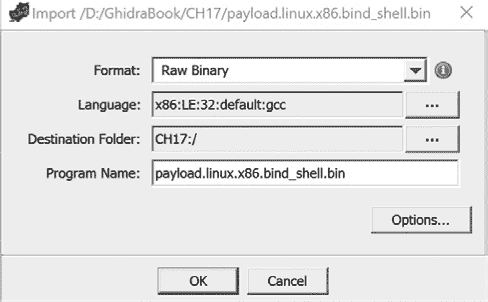 Import /D:/GhidraBook/CH17/payload.linux.x86.bind_shell.bin
Format: Raw Binary
Language: x86:LE:32:default:gcc ...
Destination Folder: CH17:/ ...
Program Name: payload.linux.x86.bind_shell.bin
Options...
OK Cancel